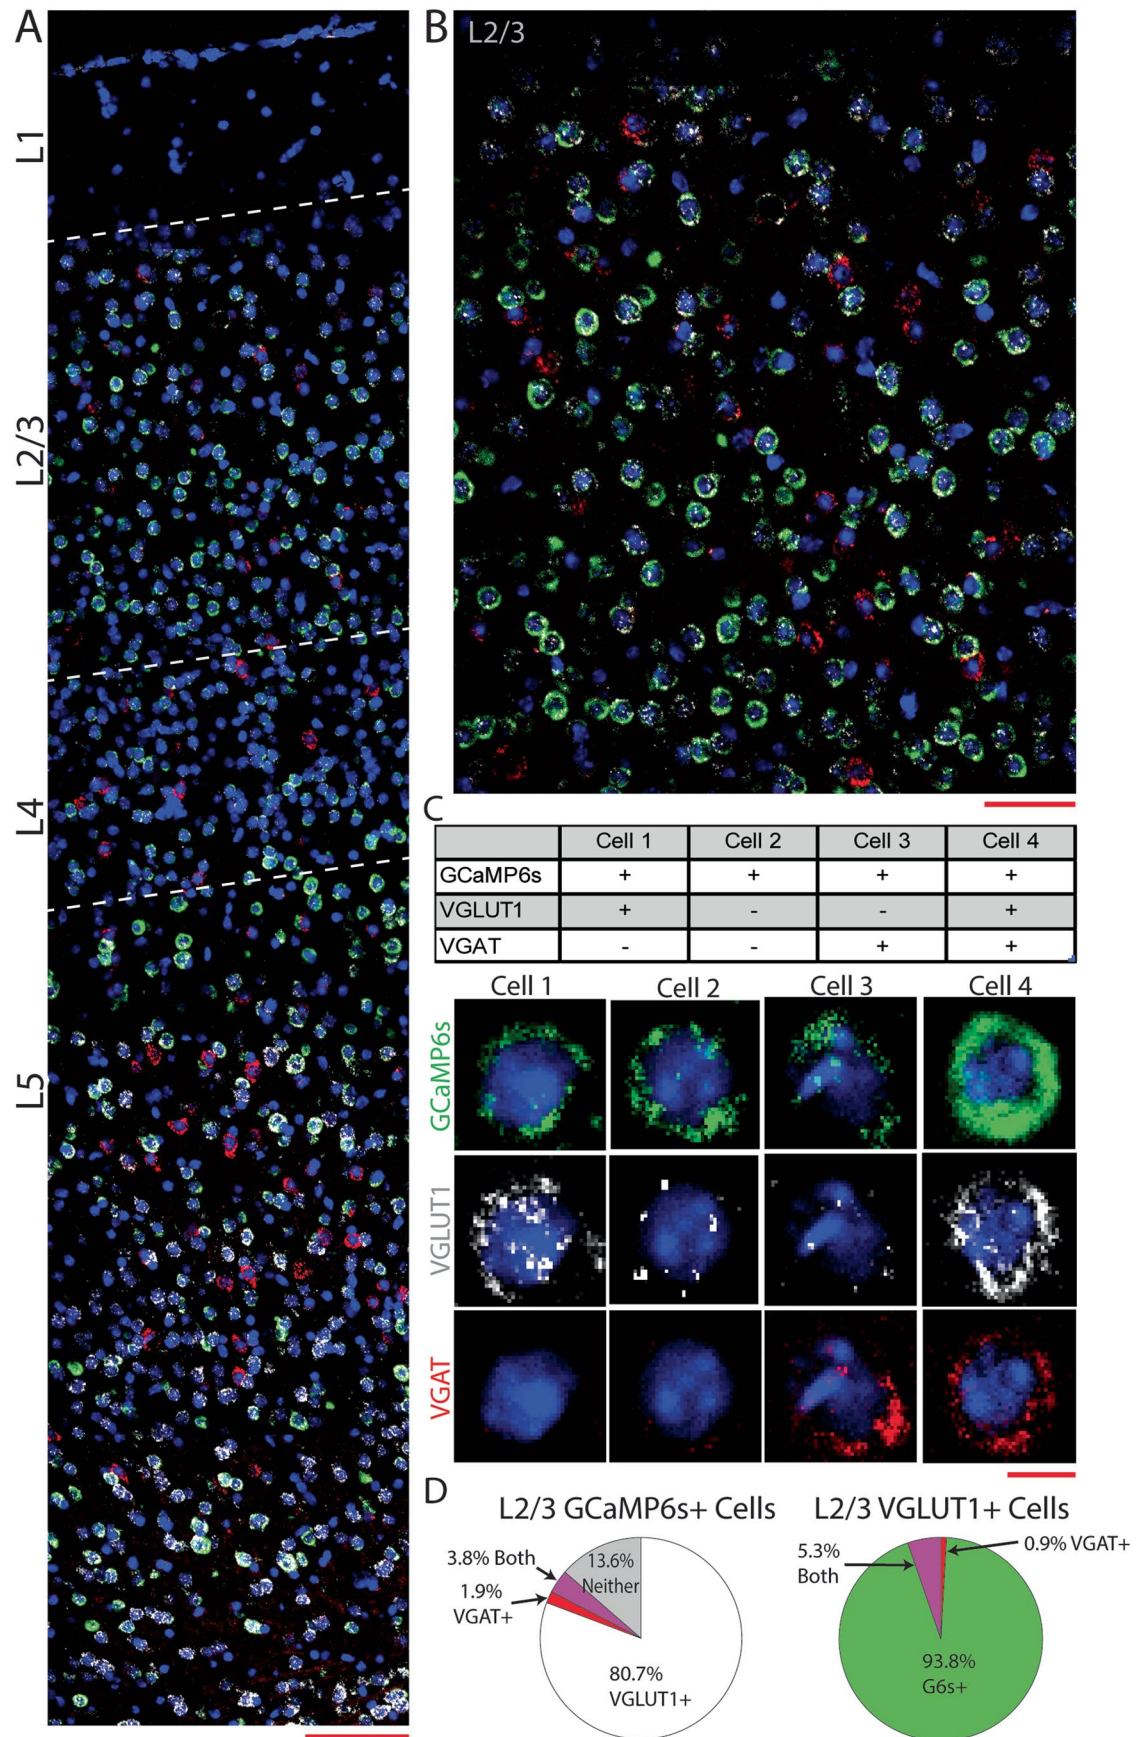 A
L1
L2/3
L4
L5
B
L2/3
C
Cell 1 Cell 2 Cell 3 Cell 4
GCaMP6s + + + +
VGLUT1 + - - +
VGAT - - + +
Cell 1 Cell 2 Cell 3 Cell 4
GCaMP6s
VGLUT1
VGAT
D
L2/3 GCaMP6s+ Cells
3.8% Both
1.9%
VGAT+
13.6%
Neither
80.7%
VGLUT1+
L2/3 VGLUT1+ Cells
5.3%
Both
0.9% VGAT+
93.8%
G6s+